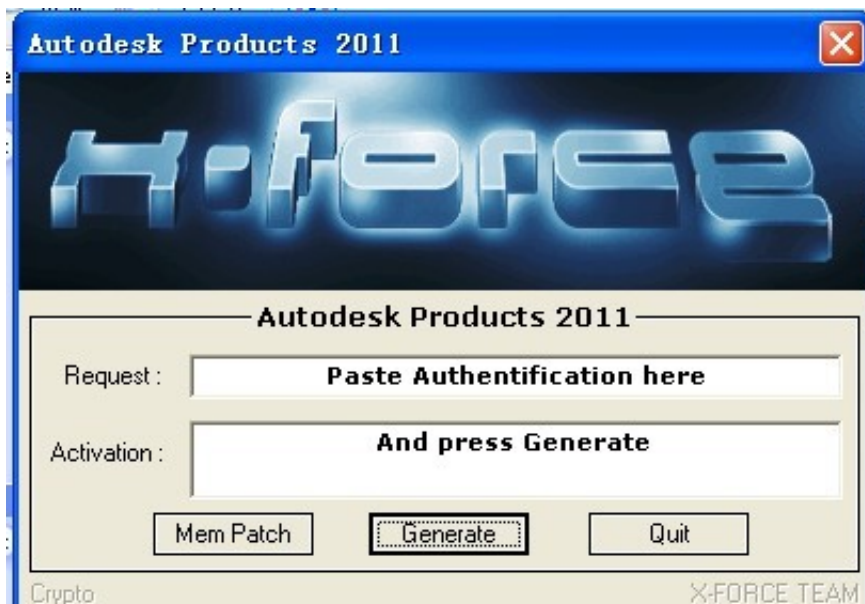 Autodesk Products 2011
x-force
Autodesk Products 2011
Request :
Paste Authentification here
Activation :
And press Generate
Mem Patch
Generate
Quit
Crypto
X-FORCE TEAM